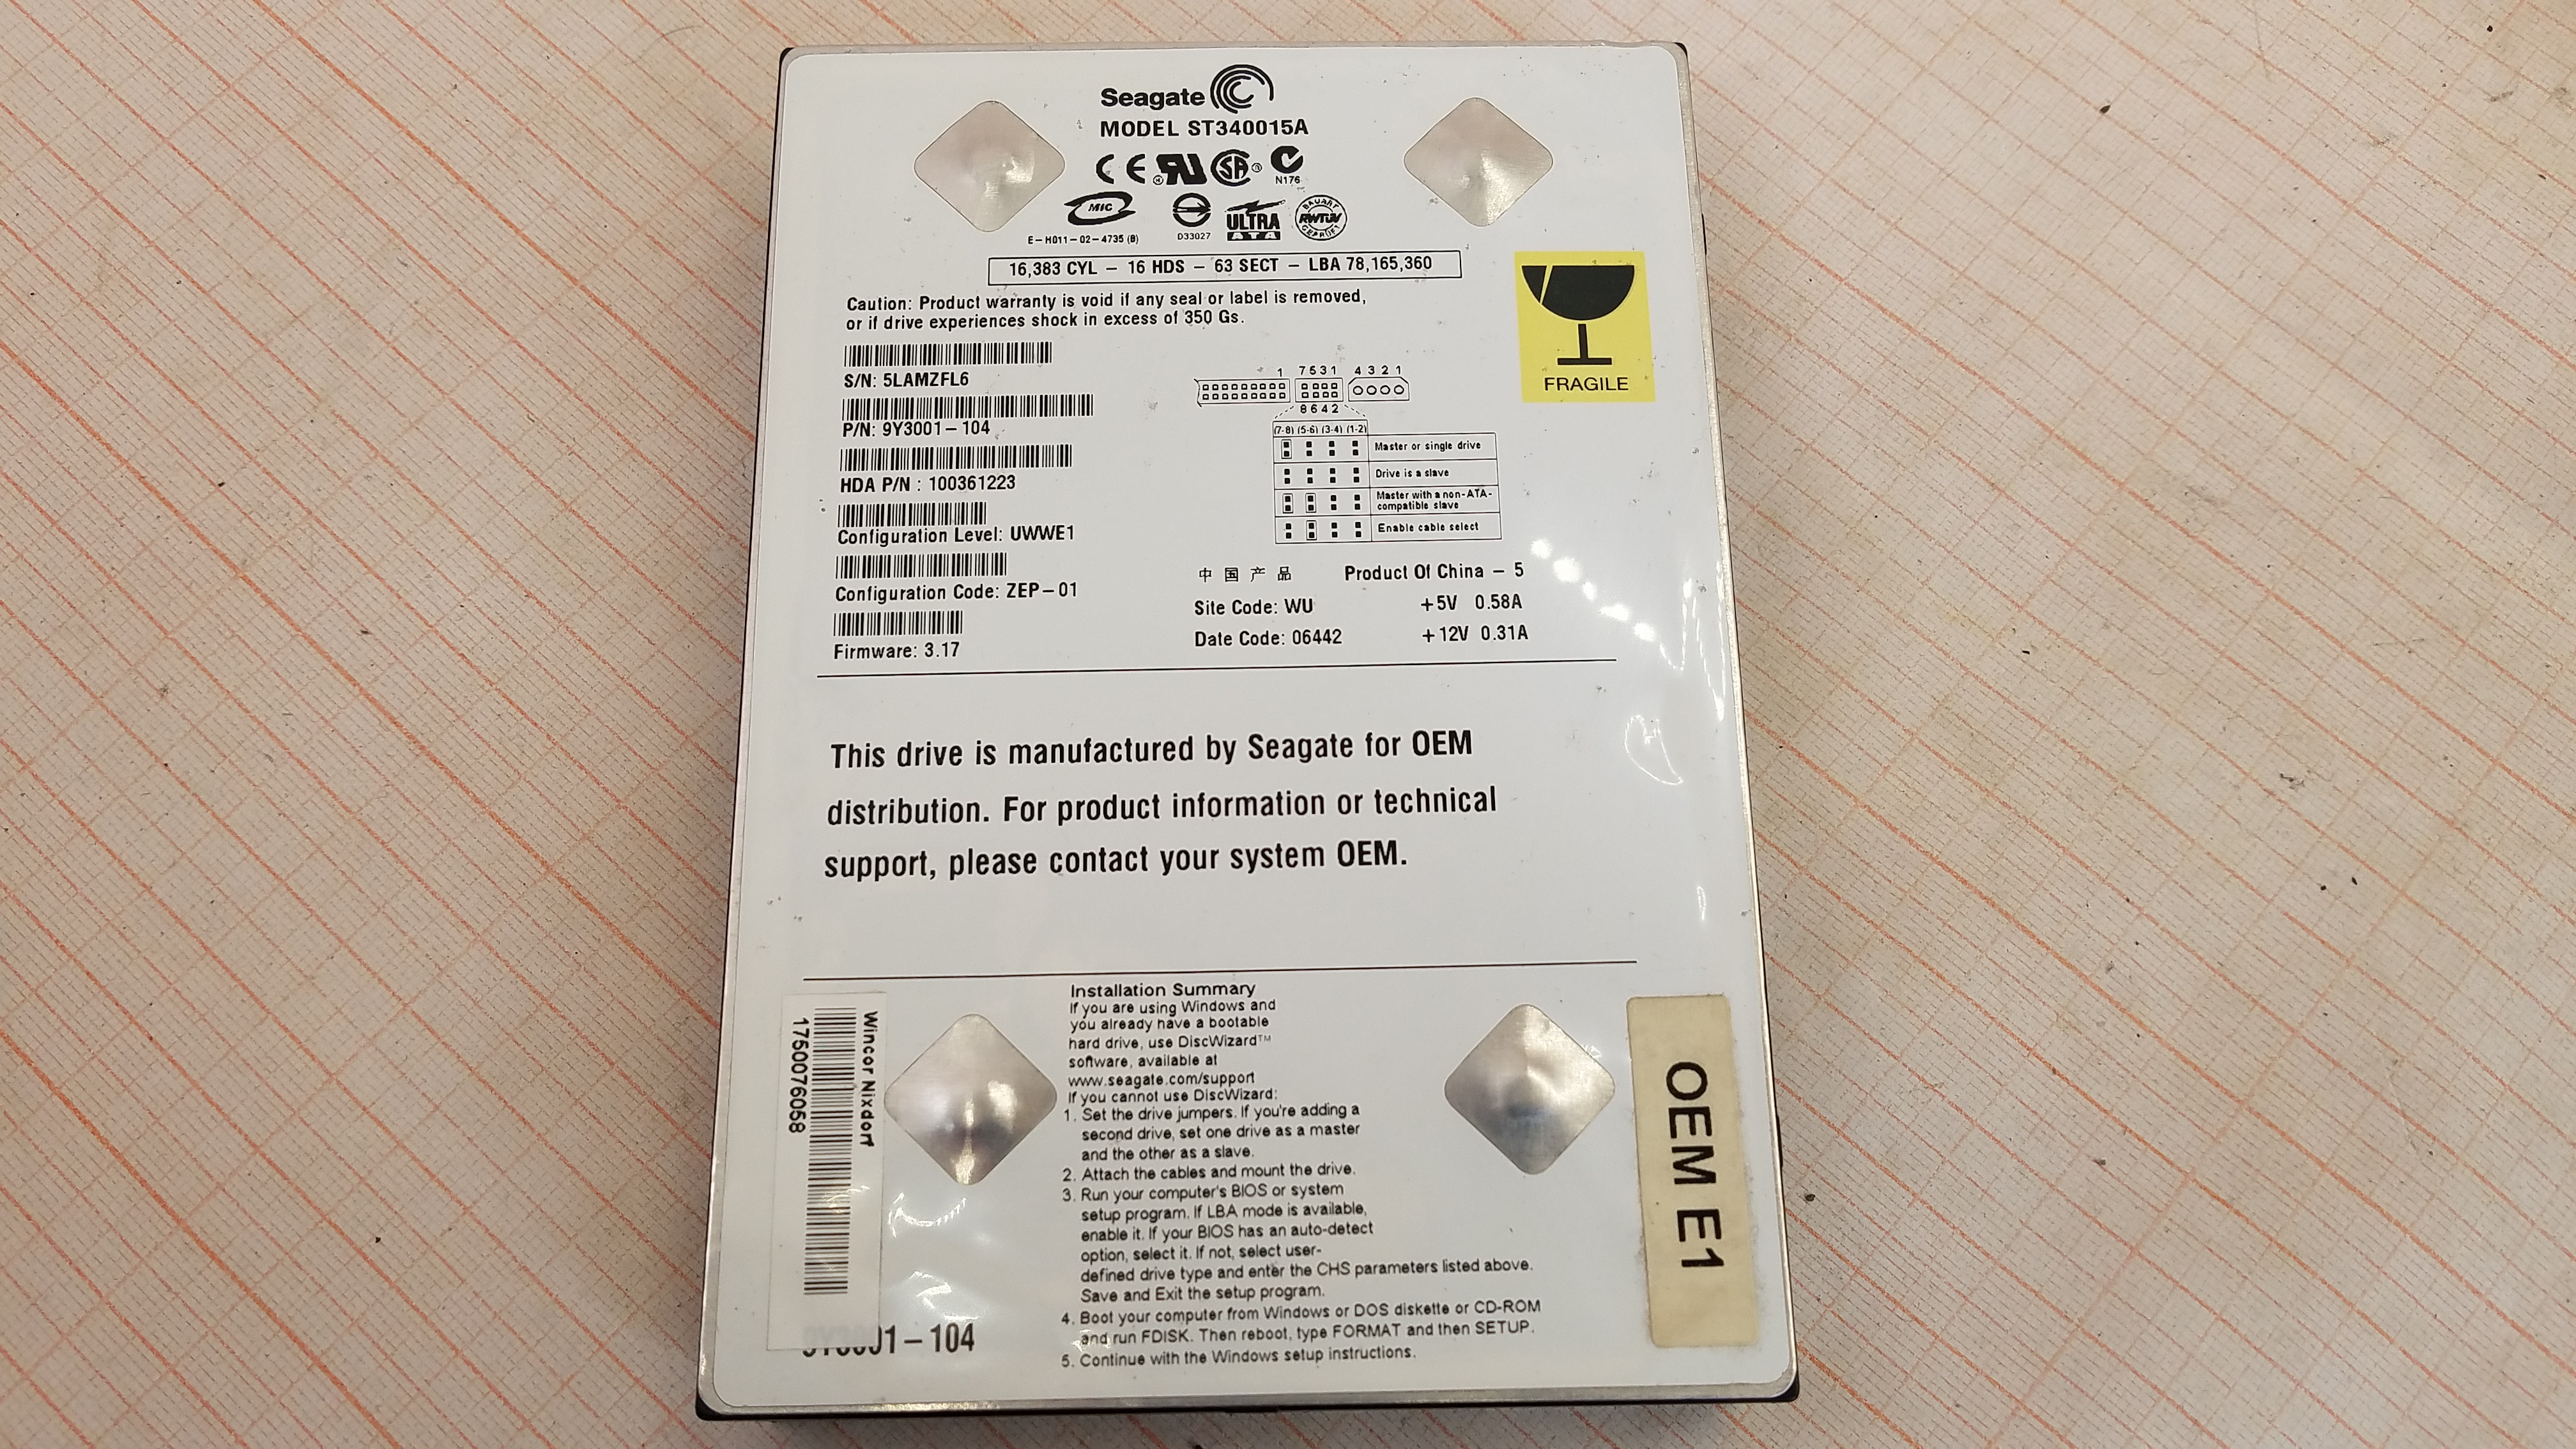 Seagate
MODEL ST340015A
CE RU SA N176
MIC
E-H011-02-4735 (B)
D33027
ULTRA
ATA
BAUART
RWTÜV
GEPRÜFT
16,383 CYL – 16 HDS – 63 SECT – LBA 78,165,360
Caution: Product warranty is void if any seal or label is removed,
or if drive experiences shock in excess of 350 Gs.
FRAGILE
S/N: 5LAMZFL6
P/N: 9Y3001-104
HDA P/N : 100361223
Configuration Level: UWWE1
Configuration Code: ZEP-01
Firmware: 3.17
1 7531 4321
8642
(7-8) (5-6) (3-4) (1-2)
Master or single drive
Drive is a slave
Master with a non-ATA-
compatible slave
Enable cable select
中国产品 Product Of China – 5
Site Code: WU +5V 0.58A
Date Code: 06442 +12V 0.31A
This drive is manufactured by Seagate for OEM
distribution. For product information or technical
support, please contact your system OEM.
Wincor Nixdorf
1750076058
-104
Installation Summary
If you are using Windows and
you already have a bootable
hard drive, use DiscWizard™
software, available at
www.seagate.com/support
If you cannot use DiscWizard:
1. Set the drive jumpers. If you're adding a
second drive, set one drive as a master
and the other as a slave.
2. Attach the cables and mount the drive.
3. Run your computer's BIOS or system
setup program. If LBA mode is available,
enable it. If your BIOS has an auto-detect
option, select it. If not, select user-
defined drive type and enter the CHS parameters listed above.
Save and Exit the setup program.
4. Boot your computer from Windows or DOS diskette or CD-ROM
and run FDISK. Then reboot, type FORMAT and then SETUP.
5. Continue with the Windows setup instructions.
OEM E1